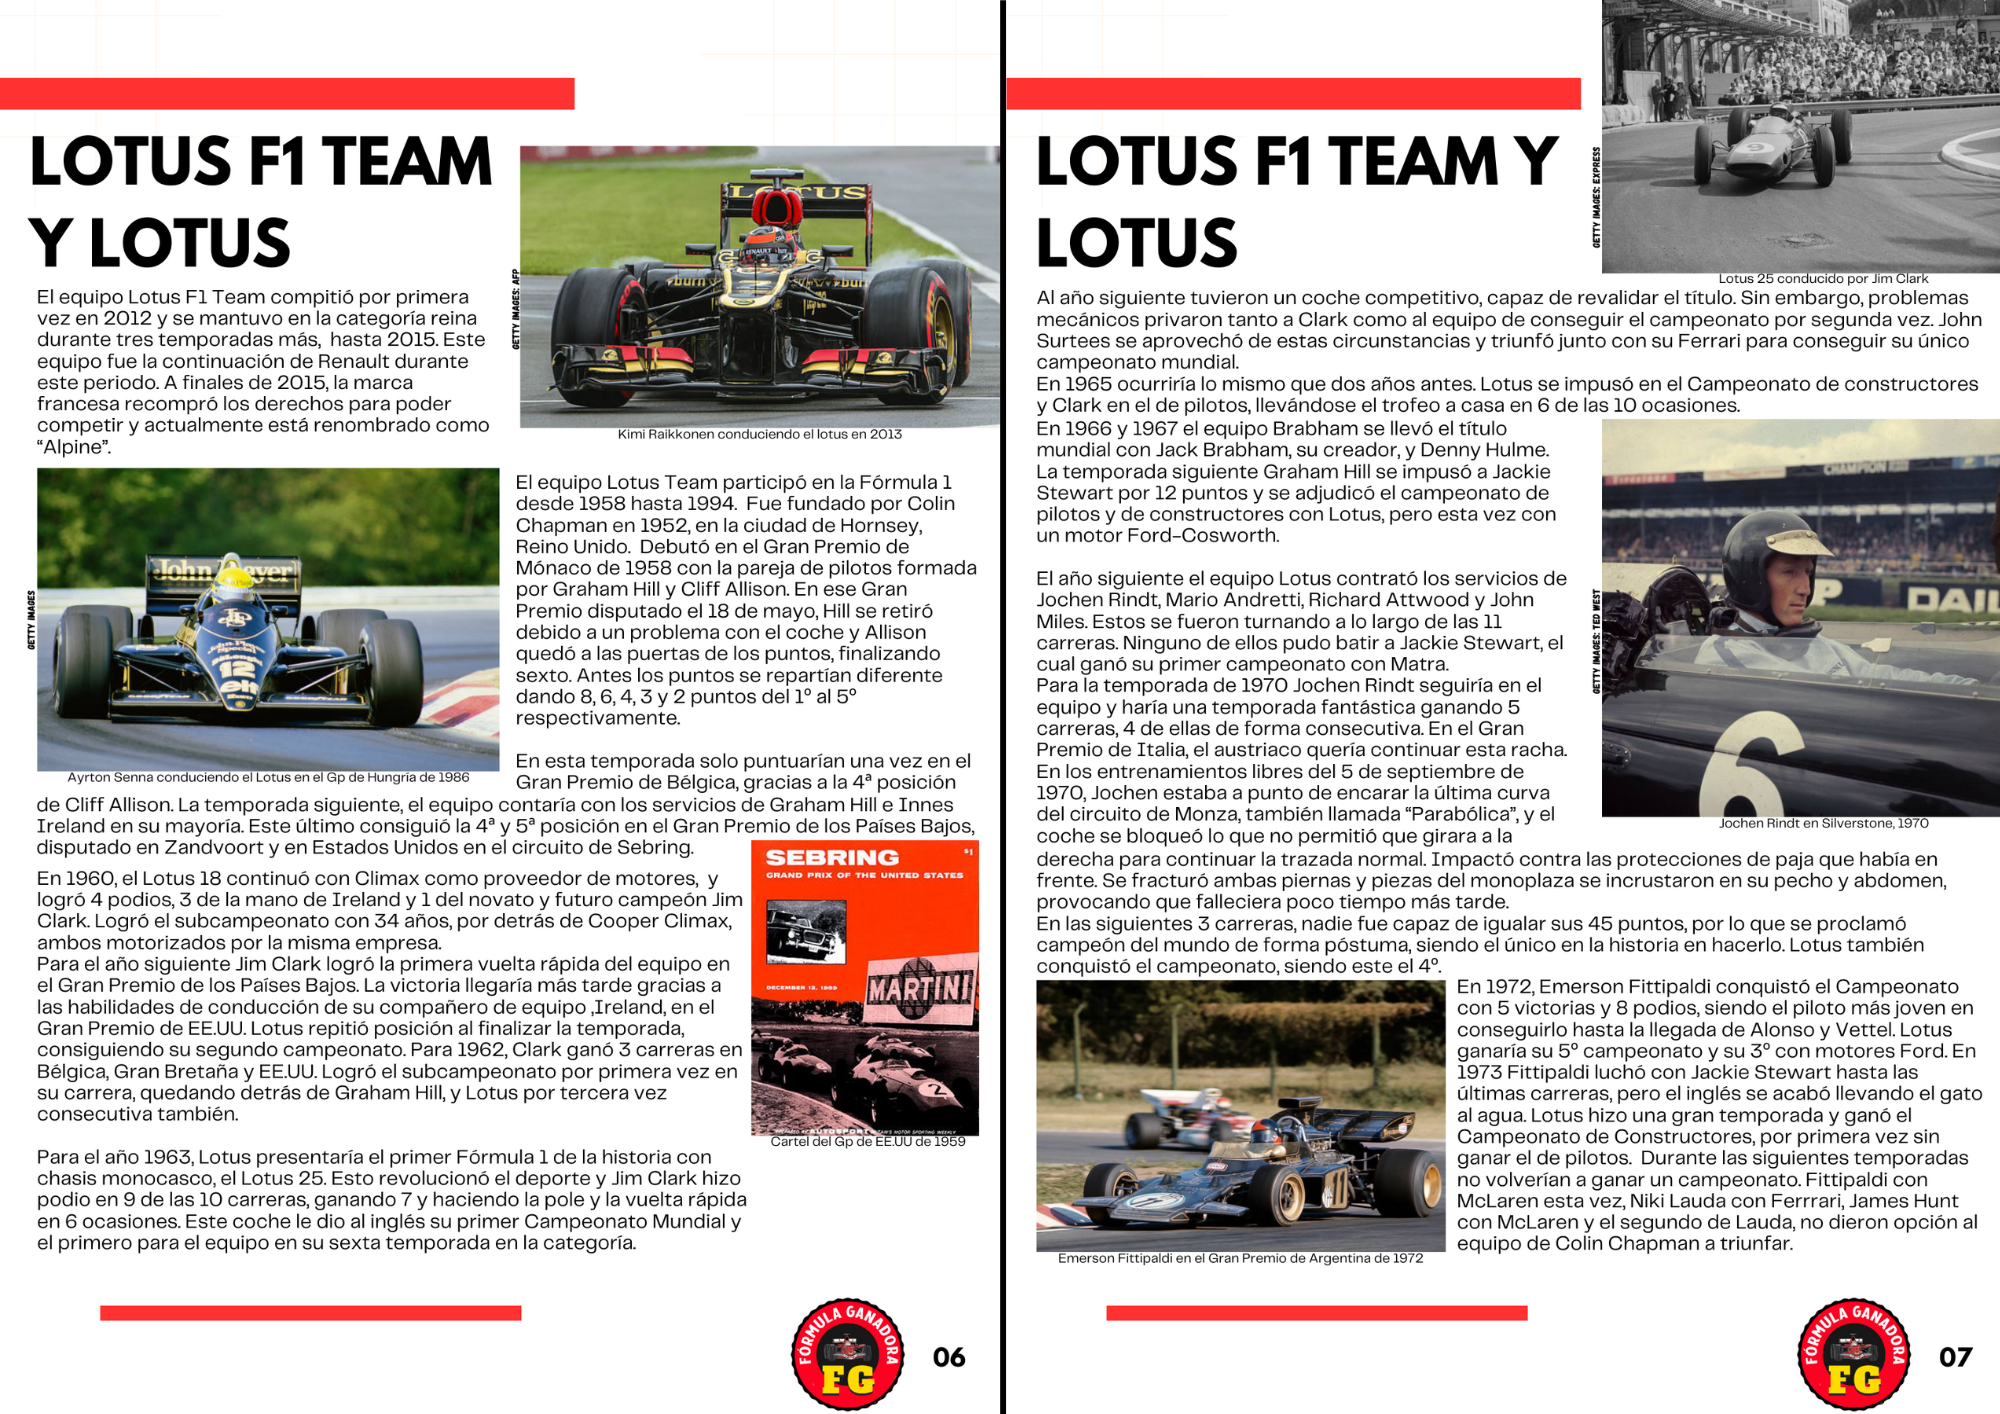 LOTUS F1 TEAM
Y LOTUS
El equipo Lotus F1 Team compitió por primera
vez en 2012 y se mantuvo en la categoría reina
durante tres temporadas más,  hasta 2015. Este
equipo fue la continuación de Renault durante
este periodo. A finales de 2015, la marca
francesa recompró los derechos para poder
competir y actualmente está renombrado como
“Alpine”.
GETTY IMAGES: AFP
LOTUS
burn
burn
RENAULT
Kimi Raikkonen conduciendo el lotus en 2013
GETTY IMAGES
John Player
John Player
Special
12
elf
Ayrton Senna conduciendo el Lotus en el Gp de Hungría de 1986
El equipo Lotus Team participó en la Fórmula 1
desde 1958 hasta 1994.  Fue fundado por Colin
Chapman en 1952, en la ciudad de Hornsey,
Reino Unido.  Debutó en el Gran Premio de
Mónaco de 1958 con la pareja de pilotos formada
por Graham Hill y Cliff Allison. En ese Gran
Premio disputado el 18 de mayo, Hill se retiró
debido a un problema con el coche y Allison
quedó a las puertas de los puntos, finalizando
sexto. Antes los puntos se repartían diferente
dando 8, 6, 4, 3 y 2 puntos del 1º al 5º
respectivamente.
En esta temporada solo puntuarían una vez en el
Gran Premio de Bélgica, gracias a la 4ª posición
de Cliff Allison. La temporada siguiente, el equipo contaría con los servicios de Graham Hill e Innes
Ireland en su mayoría. Este último consiguió la 4ª y 5ª posición en el Gran Premio de los Países Bajos,
disputado en Zandvoort y en Estados Unidos en el circuito de Sebring.
En 1960, el Lotus 18 continuó con Climax como proveedor de motores,  y
logró 4 podios, 3 de la mano de Ireland y 1 del novato y futuro campeón Jim
Clark. Logró el subcampeonato con 34 años, por detrás de Cooper Climax,
ambos motorizados por la misma empresa.
Para el año siguiente Jim Clark logró la primera vuelta rápida del equipo en
el Gran Premio de los Países Bajos. La victoria llegaría más tarde gracias a
las habilidades de conducción de su compañero de equipo ,Ireland, en el
Gran Premio de EE.UU. Lotus repitió posición al finalizar la temporada,
consiguiendo su segundo campeonato. Para 1962, Clark ganó 3 carreras en
Bélgica, Gran Bretaña y EE.UU. Logró el subcampeonato por primera vez en
su carrera, quedando detrás de Graham Hill, y Lotus por tercera vez
consecutiva también.
Para el año 1963, Lotus presentaría el primer Fórmula 1 de la historia con
chasis monocasco, el Lotus 25. Esto revolucionó el deporte y Jim Clark hizo
podio en 9 de las 10 carreras, ganando 7 y haciendo la pole y la vuelta rápida
en 6 ocasiones. Este coche le dio al inglés su primer Campeonato Mundial y
el primero para el equipo en su sexta temporada en la categoría.
SEBRING
$1
GRAND PRIX OF THE UNITED STATES
DECEMBER 12, 1959
MARTINI
2
Cartel del Gp de EE.UU de 1959
FÓRMULA GANADORA
FG
06
LOTUS F1 TEAM Y
LOTUS
GETTY IMAGES: EXPRESS
9
Lotus 25 conducido por Jim Clark
Al año siguiente tuvieron un coche competitivo, capaz de revalidar el título. Sin embargo, problemas
mecánicos privaron tanto a Clark como al equipo de conseguir el campeonato por segunda vez. John
Surtees se aprovechó de estas circunstancias y triunfó junto con su Ferrari para conseguir su único
campeonato mundial.
En 1965 ocurriría lo mismo que dos años antes. Lotus se impusó en el Campeonato de constructores
y Clark en el de pilotos, llevándose el trofeo a casa en 6 de las 10 ocasiones.
En 1966 y 1967 el equipo Brabham se llevó el título
mundial con Jack Brabham, su creador, y Denny Hulme.
La temporada siguiente Graham Hill se impusó a Jackie
Stewart por 12 puntos y se adjudicó el campeonato de
pilotos y de constructores con Lotus, pero esta vez con
un motor Ford-Cosworth.
El año siguiente el equipo Lotus contrató los servicios de
Jochen Rindt, Mario Andretti, Richard Attwood y John
Miles. Estos se fueron turnando a lo largo de las 11
carreras. Ninguno de ellos pudo batir a Jackie Stewart, el
cual ganó su primer campeonato con Matra.
Para la temporada de 1970 Jochen Rindt seguiría en el
equipo y haría una temporada fantástica ganando 5
carreras, 4 de ellas de forma consecutiva. En el Gran
Premio de Italia, el austriaco quería continuar esta racha.
En los entrenamientos libres del 5 de septiembre de
1970, Jochen estaba a punto de encarar la última curva
del circuito de Monza, también llamada “Parabólica”, y el
coche se bloqueó lo que no permitió que girara a la
derecha para continuar la trazada normal. Impactó contra las protecciones de paja que había en
frente. Se fracturó ambas piernas y piezas del monoplaza se incrustaron en su pecho y abdomen,
provocando que falleciera poco tiempo más tarde.
En las siguientes 3 carreras, nadie fue capaz de igualar sus 45 puntos, por lo que se proclamó
campeón del mundo de forma póstuma, siendo el único en la historia en hacerlo. Lotus también
conquistó el campeonato, siendo este el 4º.
GETTY IMAGES: TED WEST
CHAMPION
Firestone
DAIL
6
Jochen Rindt en Silverstone, 1970
11
Emerson Fittipaldi en el Gran Premio de Argentina de 1972
En 1972, Emerson Fittipaldi conquistó el Campeonato
con 5 victorias y 8 podios, siendo el piloto más joven en
conseguirlo hasta la llegada de Alonso y Vettel. Lotus
ganaría su 5º campeonato y su 3º con motores Ford. En
1973 Fittipaldi luchó con Jackie Stewart hasta las
últimas carreras, pero el inglés se acabó llevando el gato
al agua. Lotus hizo una gran temporada y ganó el
Campeonato de Constructores, por primera vez sin
ganar el de pilotos.  Durante las siguientes temporadas
no volverían a ganar un campeonato. Fittipaldi con
McLaren esta vez, Niki Lauda con Ferrrari, James Hunt
con McLaren y el segundo de Lauda, no dieron opción al
equipo de Colin Chapman a triunfar.
FÓRMULA GANADORA
FG
07